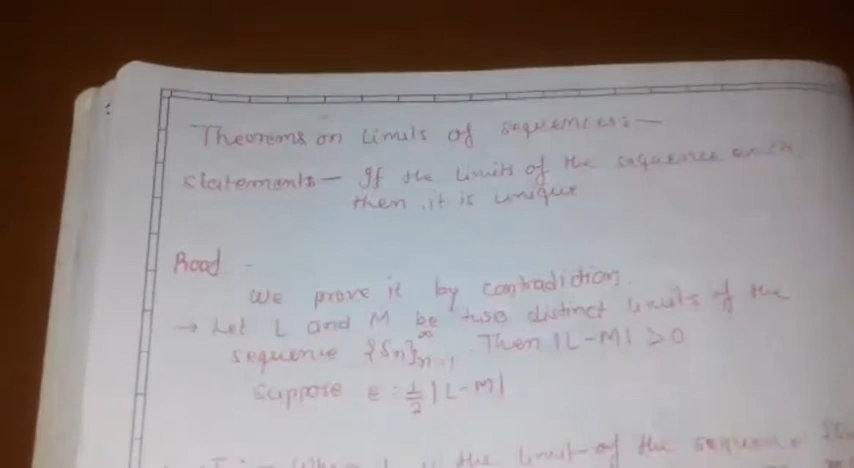 Theorems on limits of sequences:—
Statements— If the limits of the sequence exists
then it is unique
Proof -
We prove it by contradiction.
→ Let L and M be two distinct limits of the
sequence {Sn}∞n=1. Then |L-M| >0
Suppose ε = 1/2 |L-M|
the limit of the sequence